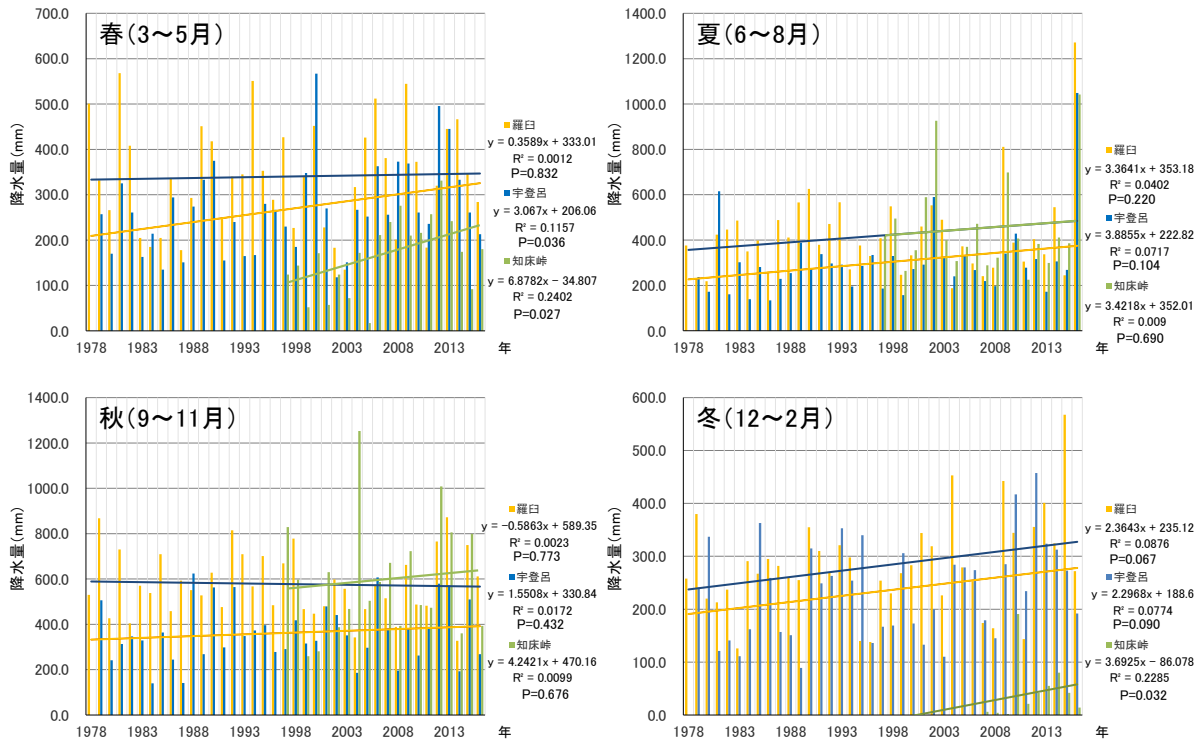 春(3～5月)
降水量(mm)
700.0
600.0
500.0
400.0
300.0
200.0
100.0
0.0
1978 1983 1988 1993 1998 2003 2008 2013 年
羅臼
y = 0.3589x + 333.01
R² = 0.0012
P=0.832
宇登呂
y = 3.067x + 206.06
R² = 0.1157
P=0.036
知床峠
y = 6.8782x − 34.807
R² = 0.2402
P=0.027
夏(6～8月)
降水量(mm)
1400.0
1200.0
1000.0
800.0
600.0
400.0
200.0
0.0
1978 1983 1988 1993 1998 2003 2008 2013 年
羅臼
y = 3.3641x + 353.18
R² = 0.0402
P=0.220
宇登呂
y = 3.8855x + 222.82
R² = 0.0717
P=0.104
知床峠
y = 3.4218x + 352.01
R² = 0.009
P=0.690
秋(9～11月)
降水量(mm)
1400.0
1200.0
1000.0
800.0
600.0
400.0
200.0
0.0
1978 1983 1988 1993 1998 2003 2008 2013 年
羅臼
y = −0.5863x + 589.35
R² = 0.0023
P=0.773
宇登呂
y = 1.5508x + 330.84
R² = 0.0172
P=0.432
知床峠
y = 4.2421x + 470.16
R² = 0.0099
P=0.676
冬(12～2月)
降水量(mm)
600.0
500.0
400.0
300.0
200.0
100.0
0.0
1978 1983 1988 1993 1998 2003 2008 2013 年
羅臼
y = 2.3643x + 235.12
R² = 0.0876
P=0.067
宇登呂
y = 2.2968x + 188.6
R² = 0.0774
P=0.090
知床峠
y = 3.6925x − 86.078
R² = 0.2285
P=0.032